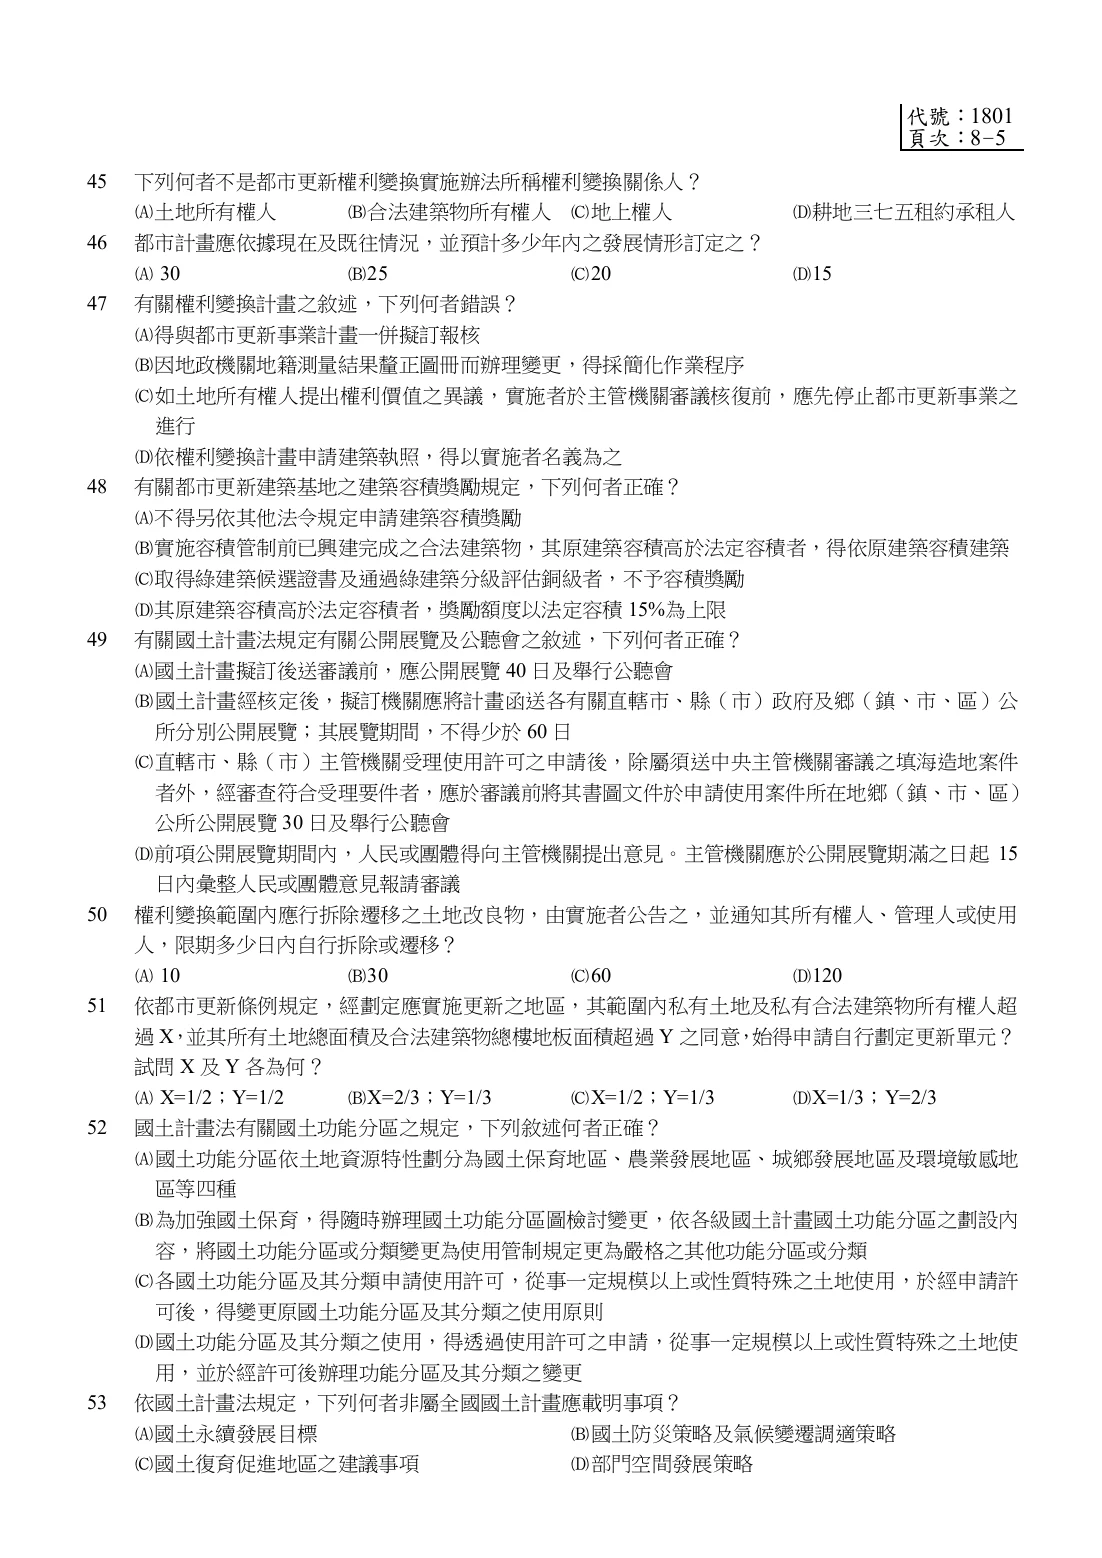 代號：1801
頁次：8－5
45 下列何者不是都市更新權利變換實施辦法所稱權利變換關係人？
(A)土地所有權人 (B)合法建築物所有權人 (C)地上權人 (D)耕地三七五租約承租人
46 都市計畫應依據現在及既往情況，並預計多少年內之發展情形訂定之？
(A) 30 (B)25 (C)20 (D)15
47 有關權利變換計畫之敘述，下列何者錯誤？
(A)得與都市更新事業計畫一併擬訂報核
(B)因地政機關地籍測量結果釐正圖冊而辦理變更，得採簡化作業程序
(C)如土地所有權人提出權利價值之異議，實施者於主管機關審議核復前，應先停止都市更新事業之
進行
(D)依權利變換計畫申請建築執照，得以實施者名義為之
48 有關都市更新建築基地之建築容積獎勵規定，下列何者正確？
(A)不得另依其他法令規定申請建築容積獎勵
(B)實施容積管制前已興建完成之合法建築物，其原建築容積高於法定容積者，得依原建築容積建築
(C)取得綠建築候選證書及通過綠建築分級評估銅級者，不予容積獎勵
(D)其原建築容積高於法定容積者，獎勵額度以法定容積 15%為上限
49 有關國土計畫法規定有關公開展覽及公聽會之敘述，下列何者正確？
(A)國土計畫擬訂後送審議前，應公開展覽 40 日及舉行公聽會
(B)國土計畫經核定後，擬訂機關應將計畫函送各有關直轄市、縣（市）政府及鄉（鎮、市、區）公
所分別公開展覽；其展覽期間，不得少於 60 日
(C)直轄市、縣（市）主管機關受理使用許可之申請後，除屬須送中央主管機關審議之填海造地案件
者外，經審查符合受理要件者，應於審議前將其書圖文件於申請使用案件所在地鄉（鎮、市、區）
公所公開展覽 30 日及舉行公聽會
(D)前項公開展覽期間內，人民或團體得向主管機關提出意見。主管機關應於公開展覽期滿之日起 15
日內彙整人民或團體意見報請審議
50 權利變換範圍內應行拆除遷移之土地改良物，由實施者公告之，並通知其所有權人、管理人或使用
人，限期多少日內自行拆除或遷移？
(A) 10 (B)30 (C)60 (D)120
51 依都市更新條例規定，經劃定應實施更新之地區，其範圍內私有土地及私有合法建築物所有權人超
過 X，並其所有土地總面積及合法建築物總樓地板面積超過 Y 之同意，始得申請自行劃定更新單元？
試問 X 及 Y 各為何？
(A) X=1/2；Y=1/2 (B)X=2/3；Y=1/3 (C)X=1/2；Y=1/3 (D)X=1/3；Y=2/3
52 國土計畫法有關國土功能分區之規定，下列敘述何者正確？
(A)國土功能分區依土地資源特性劃分為國土保育地區、農業發展地區、城鄉發展地區及環境敏感地
區等四種
(B)為加強國土保育，得隨時辦理國土功能分區圖檢討變更，依各級國土計畫國土功能分區之劃設內
容，將國土功能分區或分類變更為使用管制規定更為嚴格之其他功能分區或分類
(C)各國土功能分區及其分類申請使用許可，從事一定規模以上或性質特殊之土地使用，於經申請許
可後，得變更原國土功能分區及其分類之使用原則
(D)國土功能分區及其分類之使用，得透過使用許可之申請，從事一定規模以上或性質特殊之土地使
用，並於經許可後辦理功能分區及其分類之變更
53 依國土計畫法規定，下列何者非屬全國國土計畫應載明事項？
(A)國土永續發展目標 (B)國土防災策略及氣候變遷調適策略
(C)國土復育促進地區之建議事項 (D)部門空間發展策略